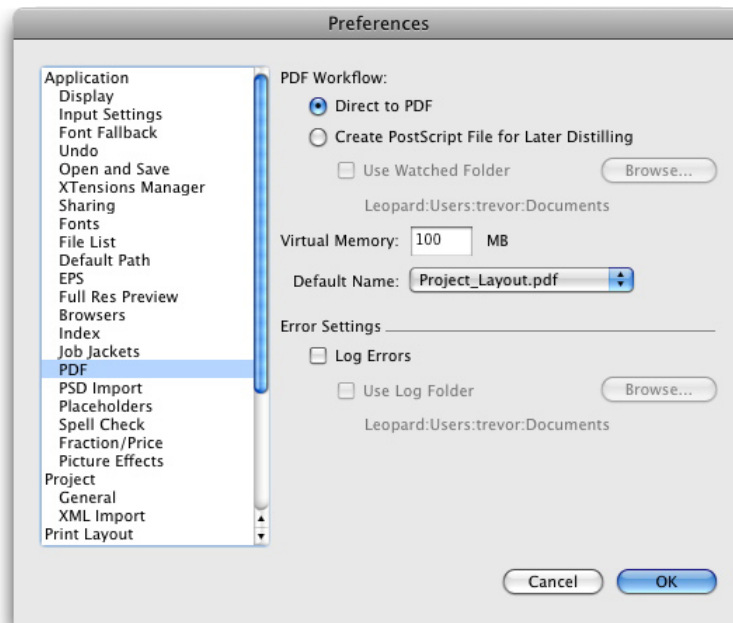 Preferences
Application
Display
Input Settings
Font Fallback
Undo
Open and Save
XTensions Manager
Sharing
Fonts
File List
Default Path
EPS
Full Res Preview
Browsers
Index
Job Jackets
PDF
PSD Import
Placeholders
Spell Check
Fraction/Price
Picture Effects
Project
General
XML Import
Print Layout
PDF Workflow:
Direct to PDF
Create PostScript File for Later Distilling
Use Watched Folder Browse...
Leopard:Users:trevor:Documents
Virtual Memory: 100 MB
Default Name: Project_Layout.pdf
Error Settings
Log Errors
Use Log Folder Browse...
Leopard:Users:trevor:Documents
Cancel OK